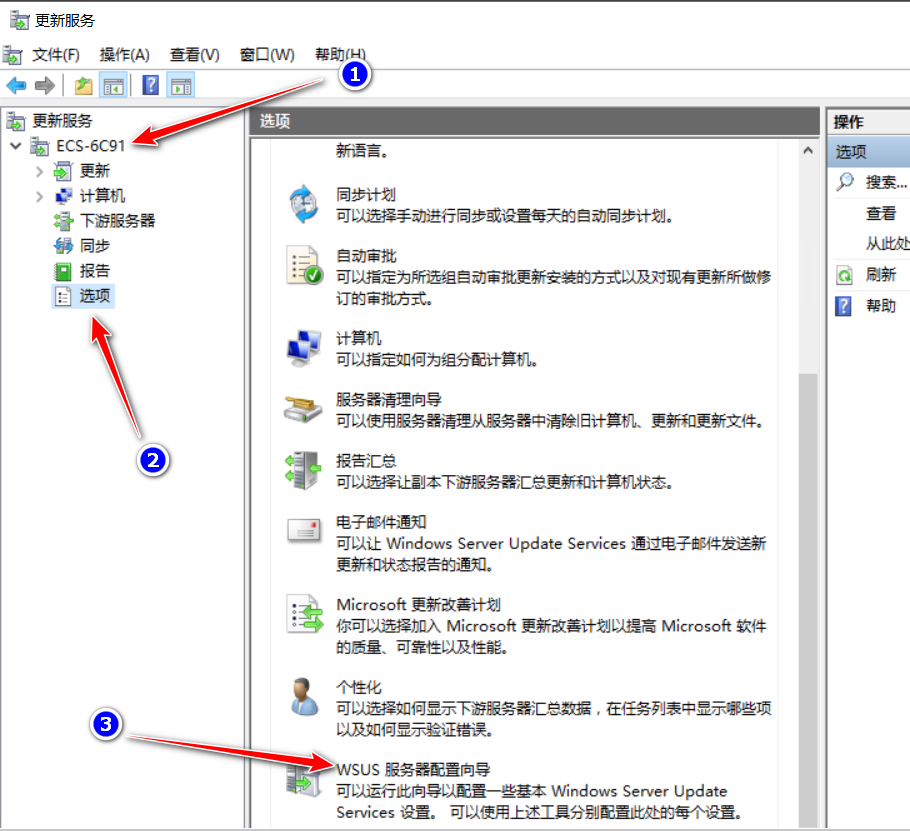 更新服务
文件(F) 操作(A) 查看(V) 窗口(W) 帮助(H)
1
更新服务
ECS-6C91
更新
计算机
下游服务器
同步
报告
选项
2
3
选项
新语言。
同步计划
可以选择手动进行同步或设置每天的自动同步计划。
自动审批
可以指定为所选组自动审批更新安装的方式以及对现有更新所做修
订的审批方式。
计算机
可以指定如何为组分配计算机。
服务器清理向导
可以使用服务器清理从服务器中清除旧计算机、更新和更新文件。
报告汇总
可以选择让副本下游服务器汇总更新和计算机状态。
电子邮件通知
可以让 Windows Server Update Services 通过电子邮件发送新
更新和状态报告的通知。
Microsoft 更新改善计划
你可以选择加入 Microsoft 更新改善计划以提高 Microsoft 软件
的质量、可靠性以及性能。
个性化
可以选择如何显示下游服务器汇总数据，在任务列表中显示哪些项
以及如何显示验证错误。
WSUS 服务器配置向导
可以运行此向导以配置一些基本 Windows Server Update
Services 设置。 可以使用上述工具分别配置此处的每个设置。
操作
选项
搜索...
查看
从此处
刷新
帮助